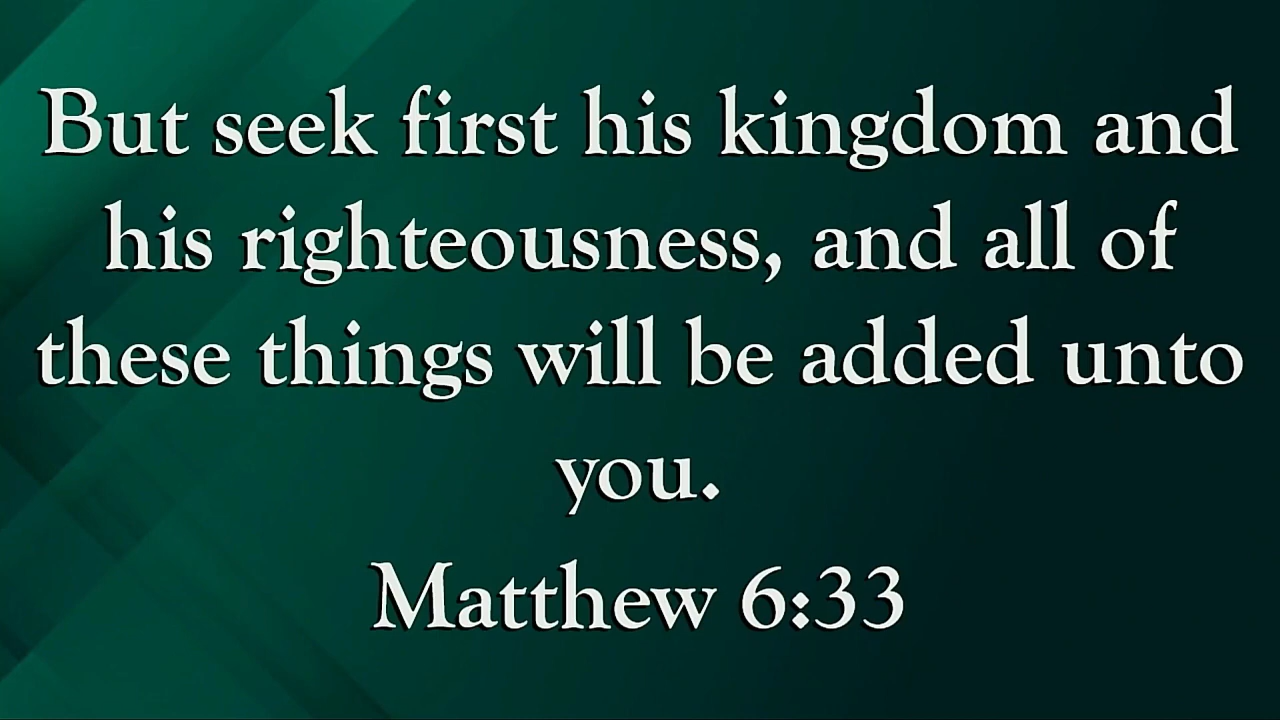 But seek first his kingdom and
his righteousness, and all of
these things will be added unto
you.
Matthew 6:33